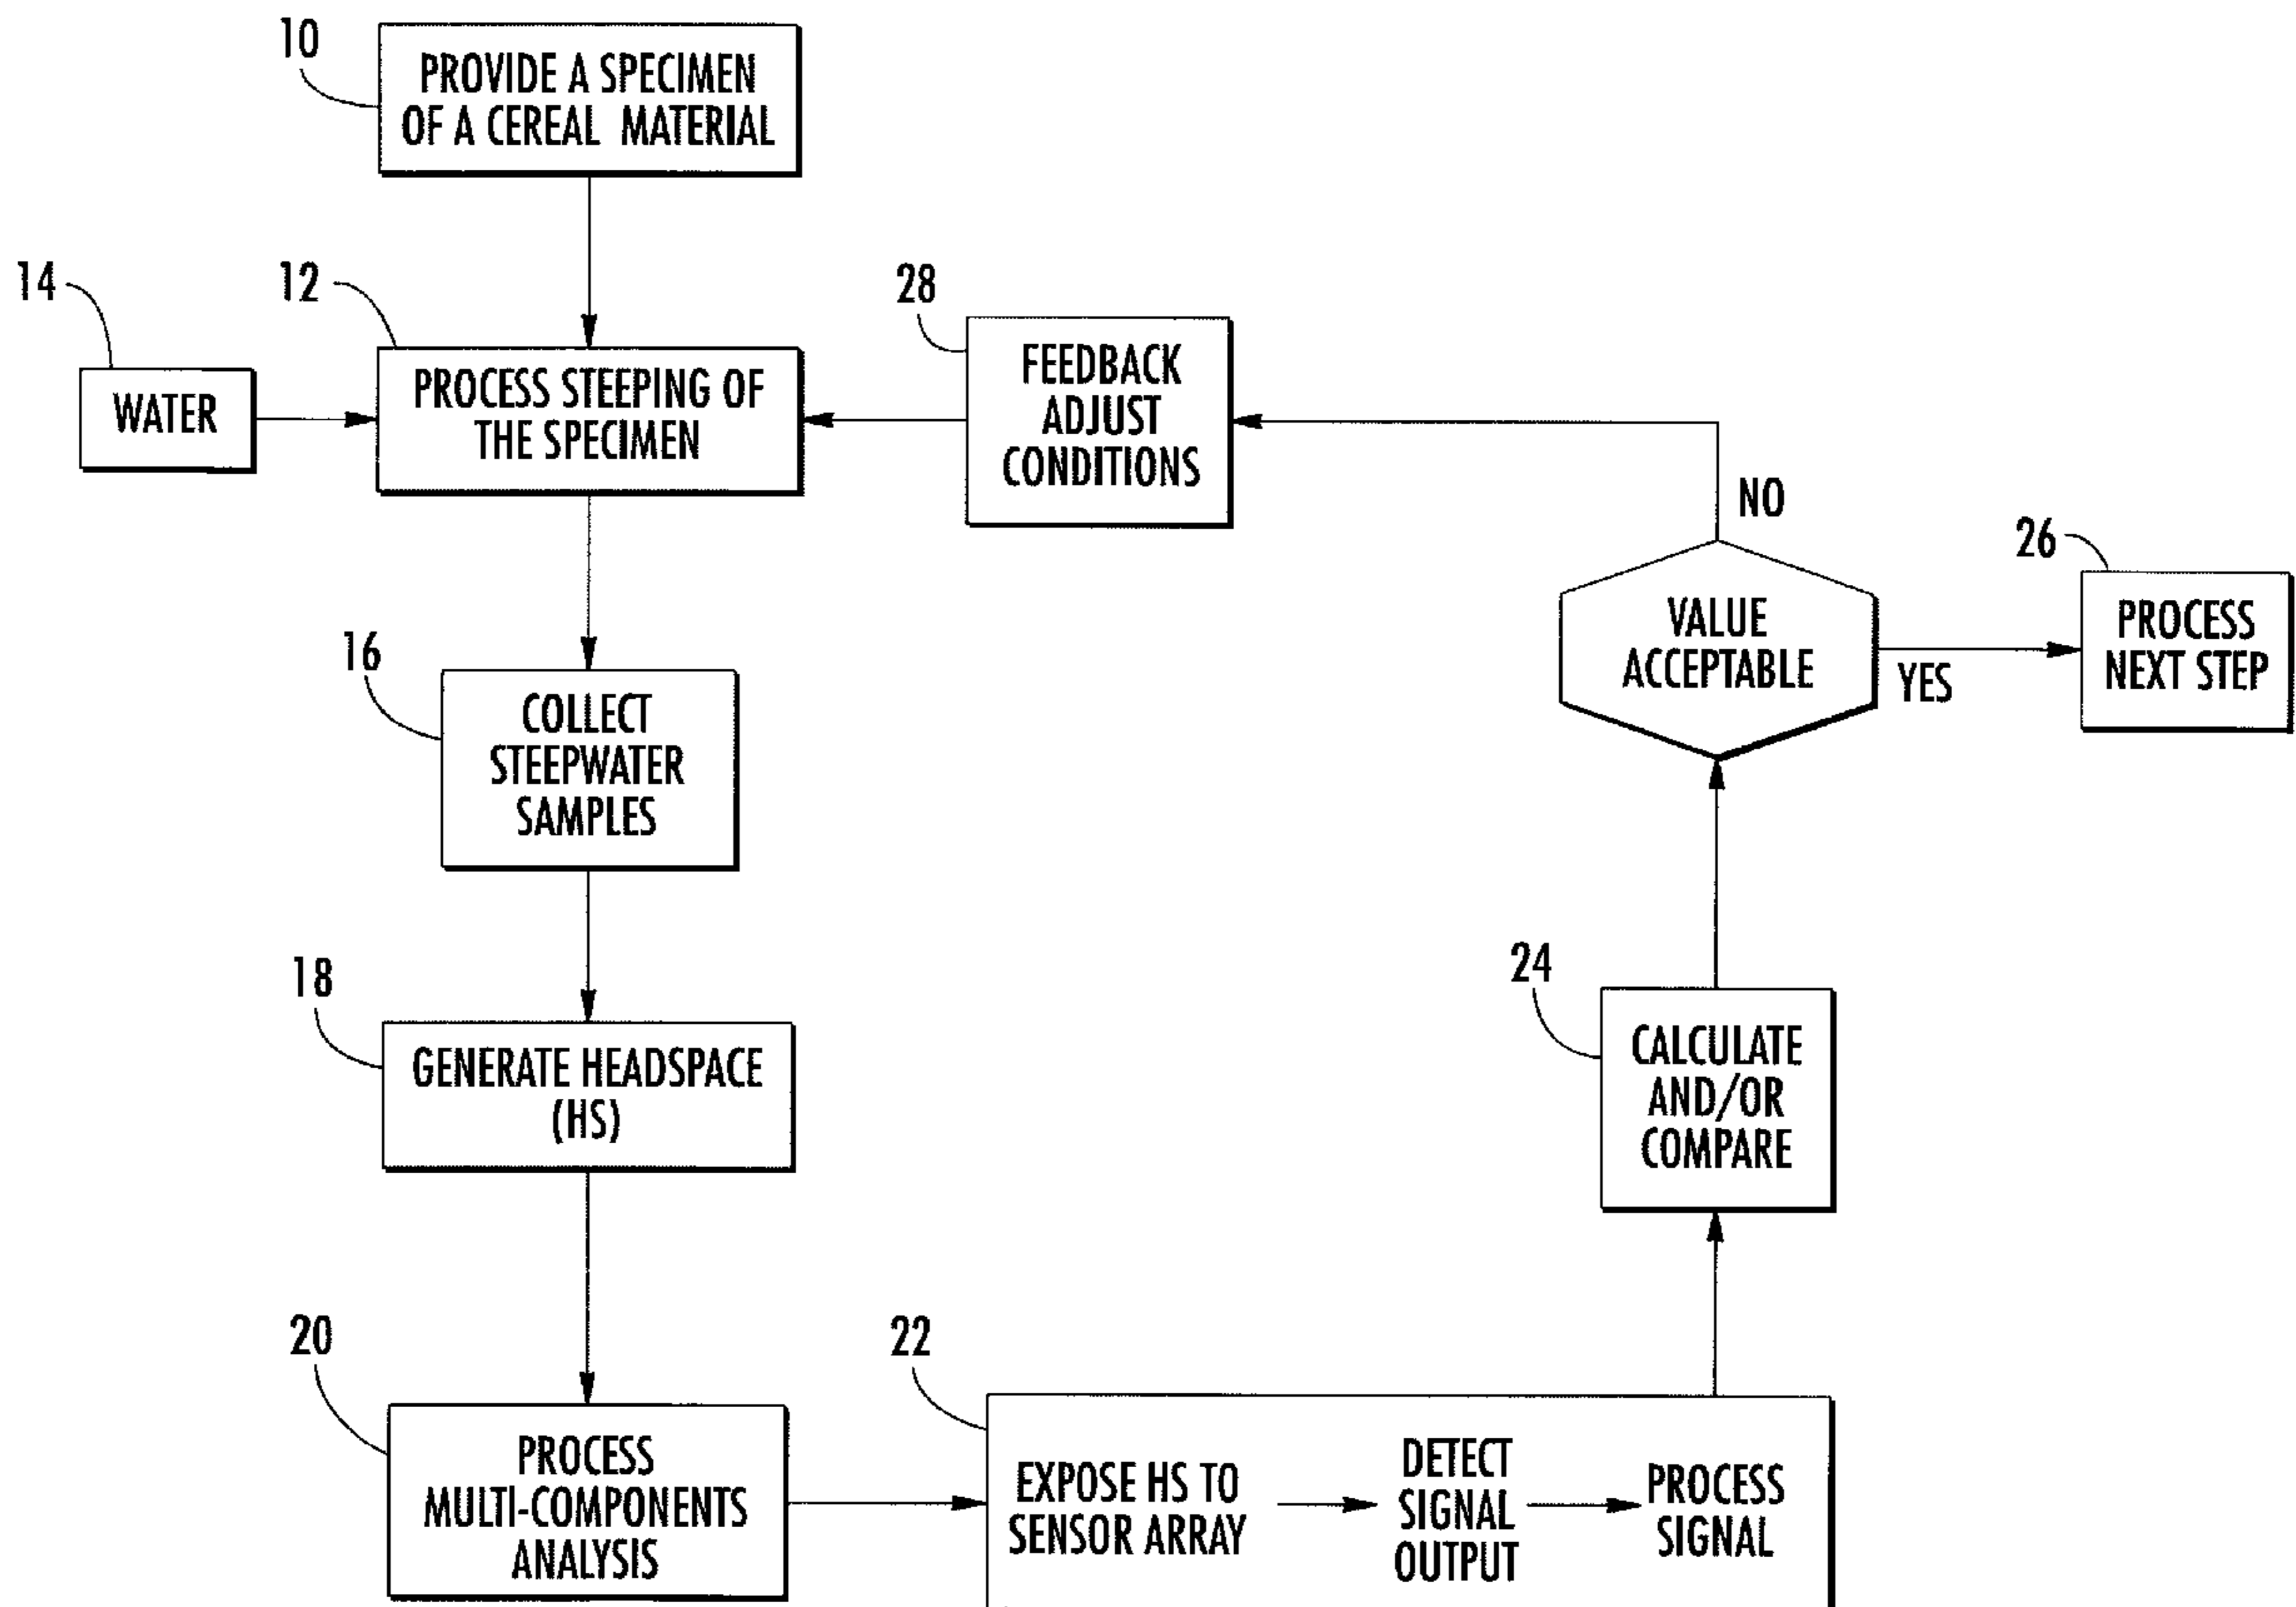 10
PROVIDE A SPECIMEN
OF A CEREAL MATERIAL
14
WATER
12
PROCESS STEEPING OF
THE SPECIMEN
28
FEEDBACK
ADJUST
CONDITIONS
NO
26
PROCESS
NEXT STEP
VALUE
ACCEPTABLE
YES
16
COLLECT
STEEPWATER
SAMPLES
18
GENERATE HEADSPACE
(HS)
24
CALCULATE
AND/OR
COMPARE
20
PROCESS
MULTI-COMPONENTS
ANALYSIS
22
EXPOSE HS TO
SENSOR ARRAY
DETECT
SIGNAL
OUTPUT
PROCESS
SIGNAL